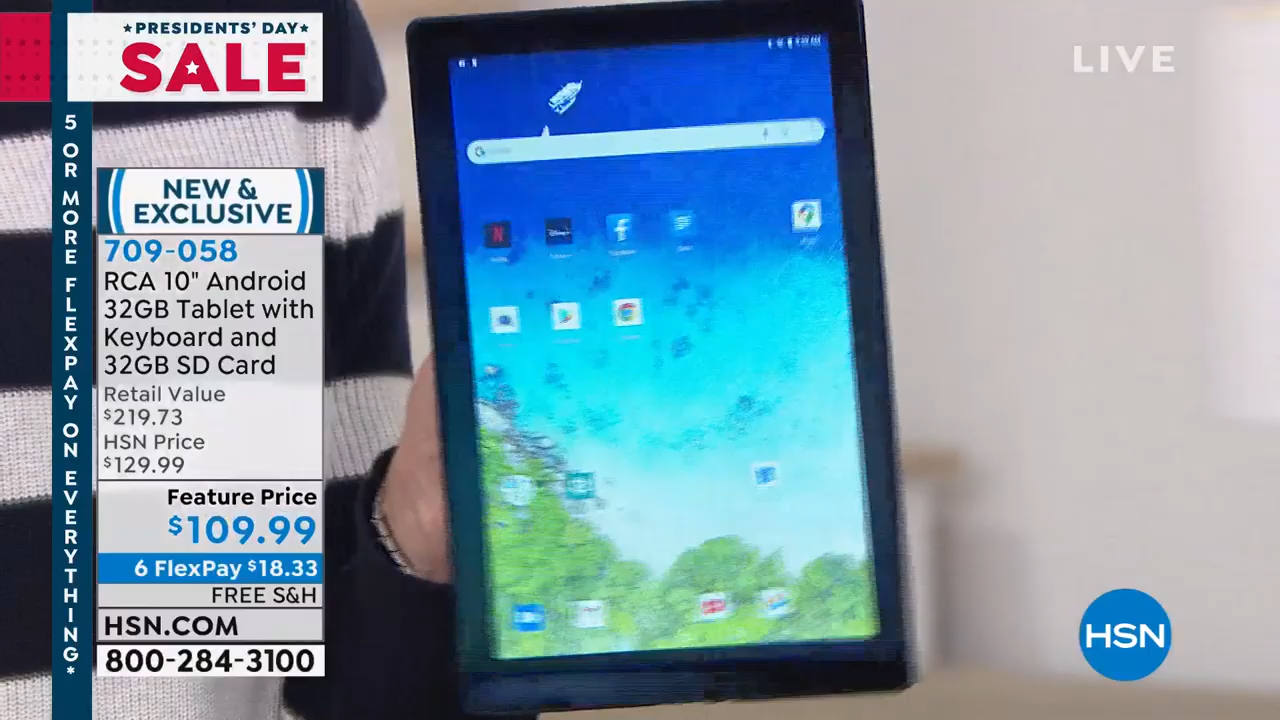 ★PRESIDENTS' DAY★
SALE
LIVE
5 OR MORE FLEXPAY ON EVERYTHING*
NEW &
EXCLUSIVE
709-058
RCA 10" Android
32GB Tablet with
Keyboard and
32GB SD Card
Retail Value
$219.73
HSN Price
$129.99
Feature Price
$109.99
6 FlexPay $18.33
FREE S&H
HSN.COM
800-284-3100
HSN
N
Disney+